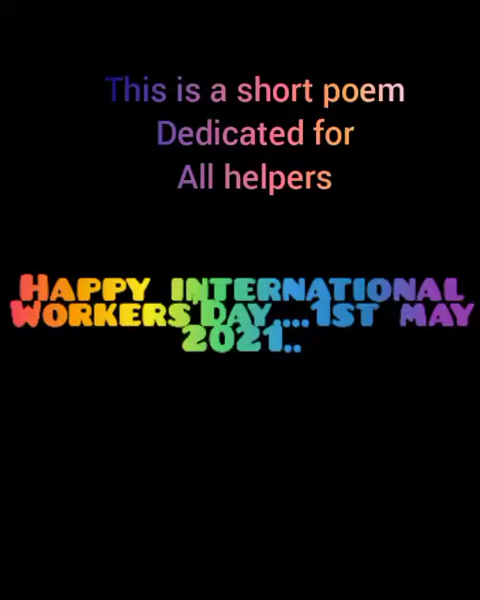 This is a short poem
Dedicated for
All helpers
Happy international
Workers Day....1st may
2021..